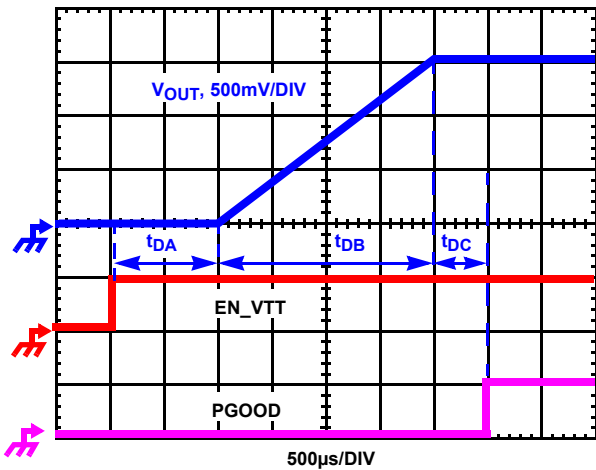 VOUT, 500mV/DIV
tDA
tDB
tDC
EN_VTT
PGOOD
500µs/DIV